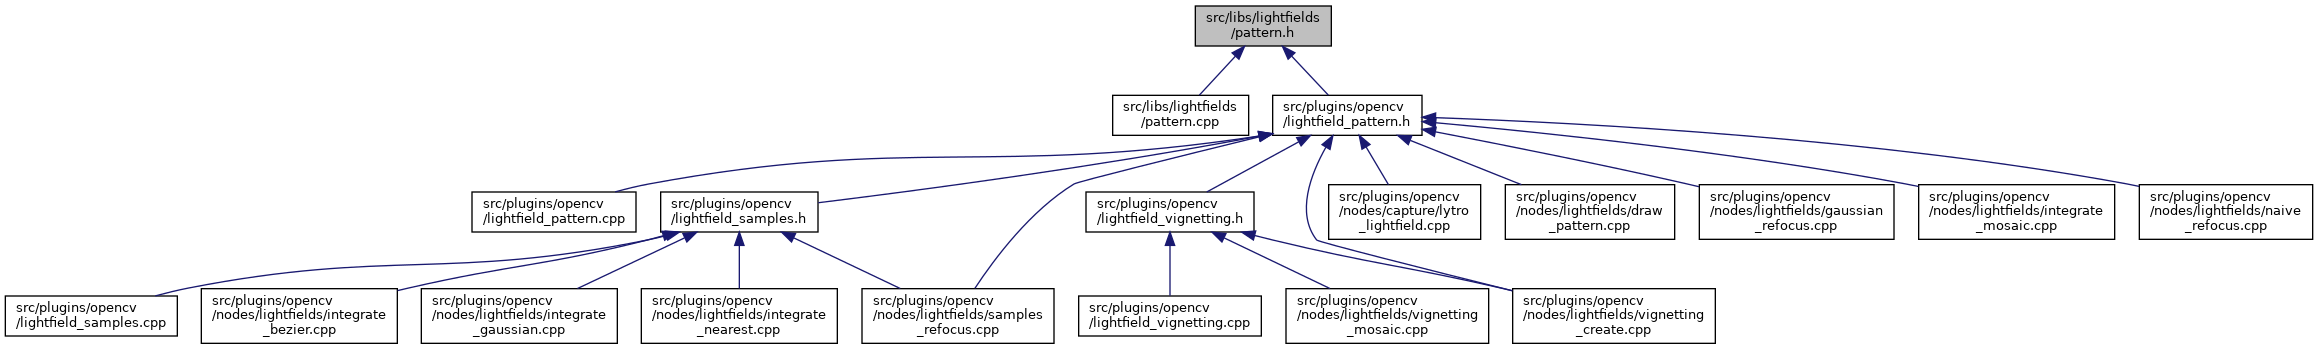 src/libs/lightfields
/pattern.h
src/libs/lightfields
/pattern.cpp
src/plugins/opencv
/lightfield_pattern.h
src/plugins/opencv
/lightfield_pattern.cpp
src/plugins/opencv
/lightfield_samples.h
src/plugins/opencv
/lightfield_vignetting.h
src/plugins/opencv
/nodes/capture/lytro
_lightfield.cpp
src/plugins/opencv
/nodes/lightfields/draw
_pattern.cpp
src/plugins/opencv
/nodes/lightfields/gaussian
_refocus.cpp
src/plugins/opencv
/nodes/lightfields/integrate
_mosaic.cpp
src/plugins/opencv
/nodes/lightfields/naive
_refocus.cpp
src/plugins/opencv
/lightfield_samples.cpp
src/plugins/opencv
/nodes/lightfields/integrate
_bezier.cpp
src/plugins/opencv
/nodes/lightfields/integrate
_gaussian.cpp
src/plugins/opencv
/nodes/lightfields/integrate
_nearest.cpp
src/plugins/opencv
/nodes/lightfields/samples
_refocus.cpp
src/plugins/opencv
/lightfield_vignetting.cpp
src/plugins/opencv
/nodes/lightfields/vignetting
_mosaic.cpp
src/plugins/opencv
/nodes/lightfields/vignetting
_create.cpp